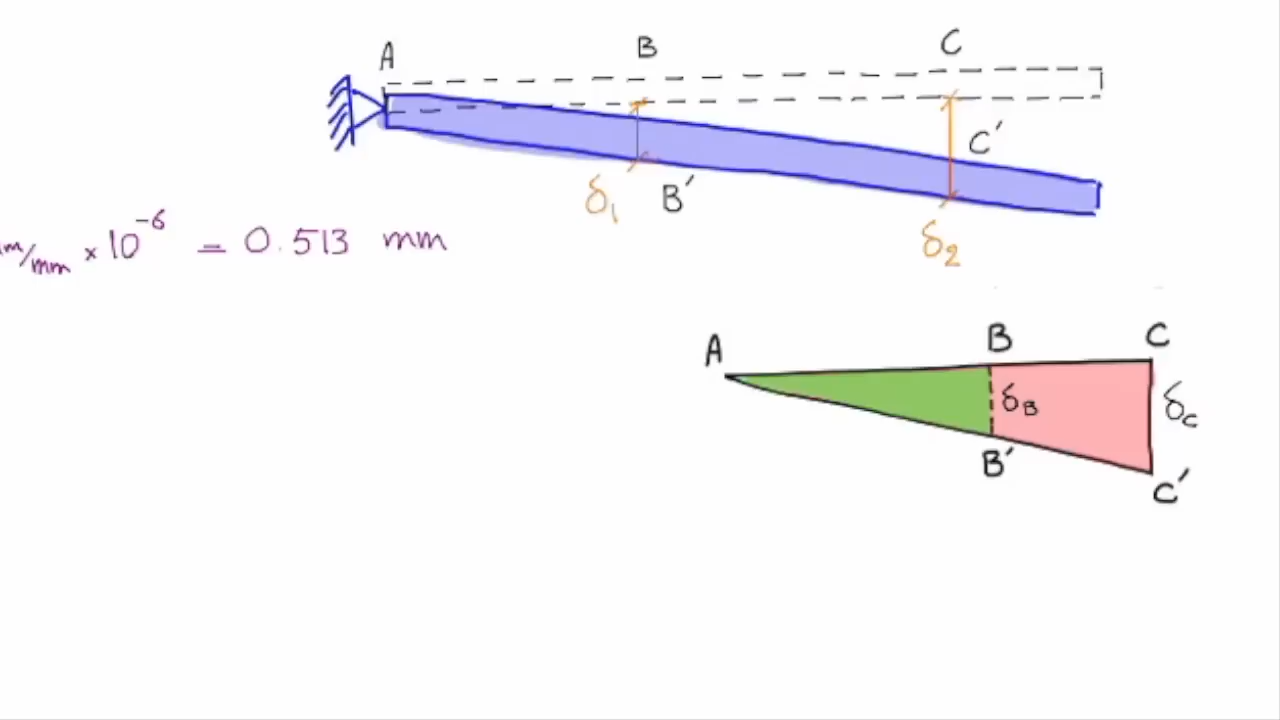 A
B
C
C′
δ₁
B′
m/mm × 10⁻⁶ = 0.513 mm
δ₂
A
B
C
δB
δC
B′
C′